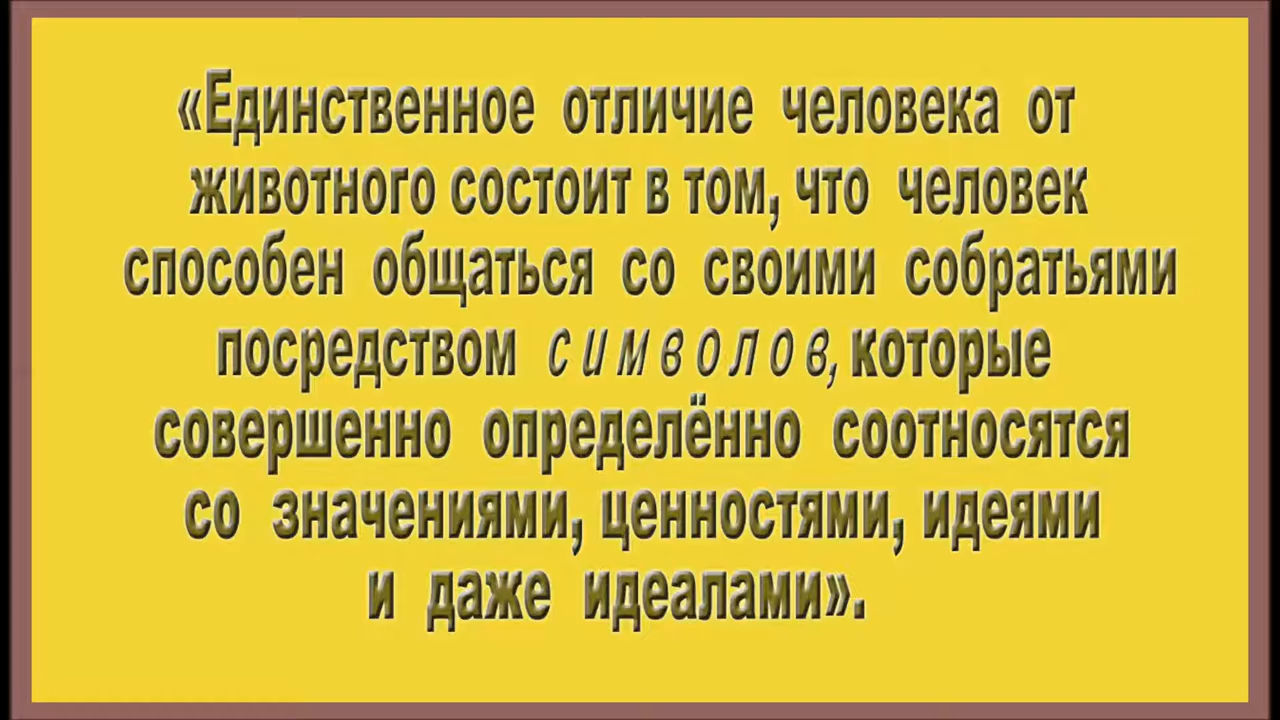 «Единственное отличие человека от
животного состоит в том, что человек
способен общаться со своими собратьями
посредством символов, которые
совершенно определённо соотносятся
со значениями, ценностями, идеями
и даже идеалами».